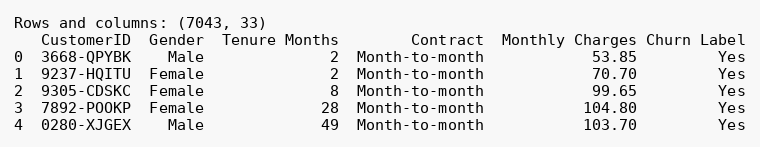 Rows and columns: (7043, 33)
   CustomerID  Gender  Tenure Months        Contract  Monthly Charges Churn Label
0  3668-QPYBK    Male              2  Month-to-month            53.85         Yes
1  9237-HQITU  Female              2  Month-to-month            70.70         Yes
2  9305-CDSKC  Female              8  Month-to-month            99.65         Yes
3  7892-POOKP  Female             28  Month-to-month           104.80         Yes
4  0280-XJGEX    Male             49  Month-to-month           103.70         Yes